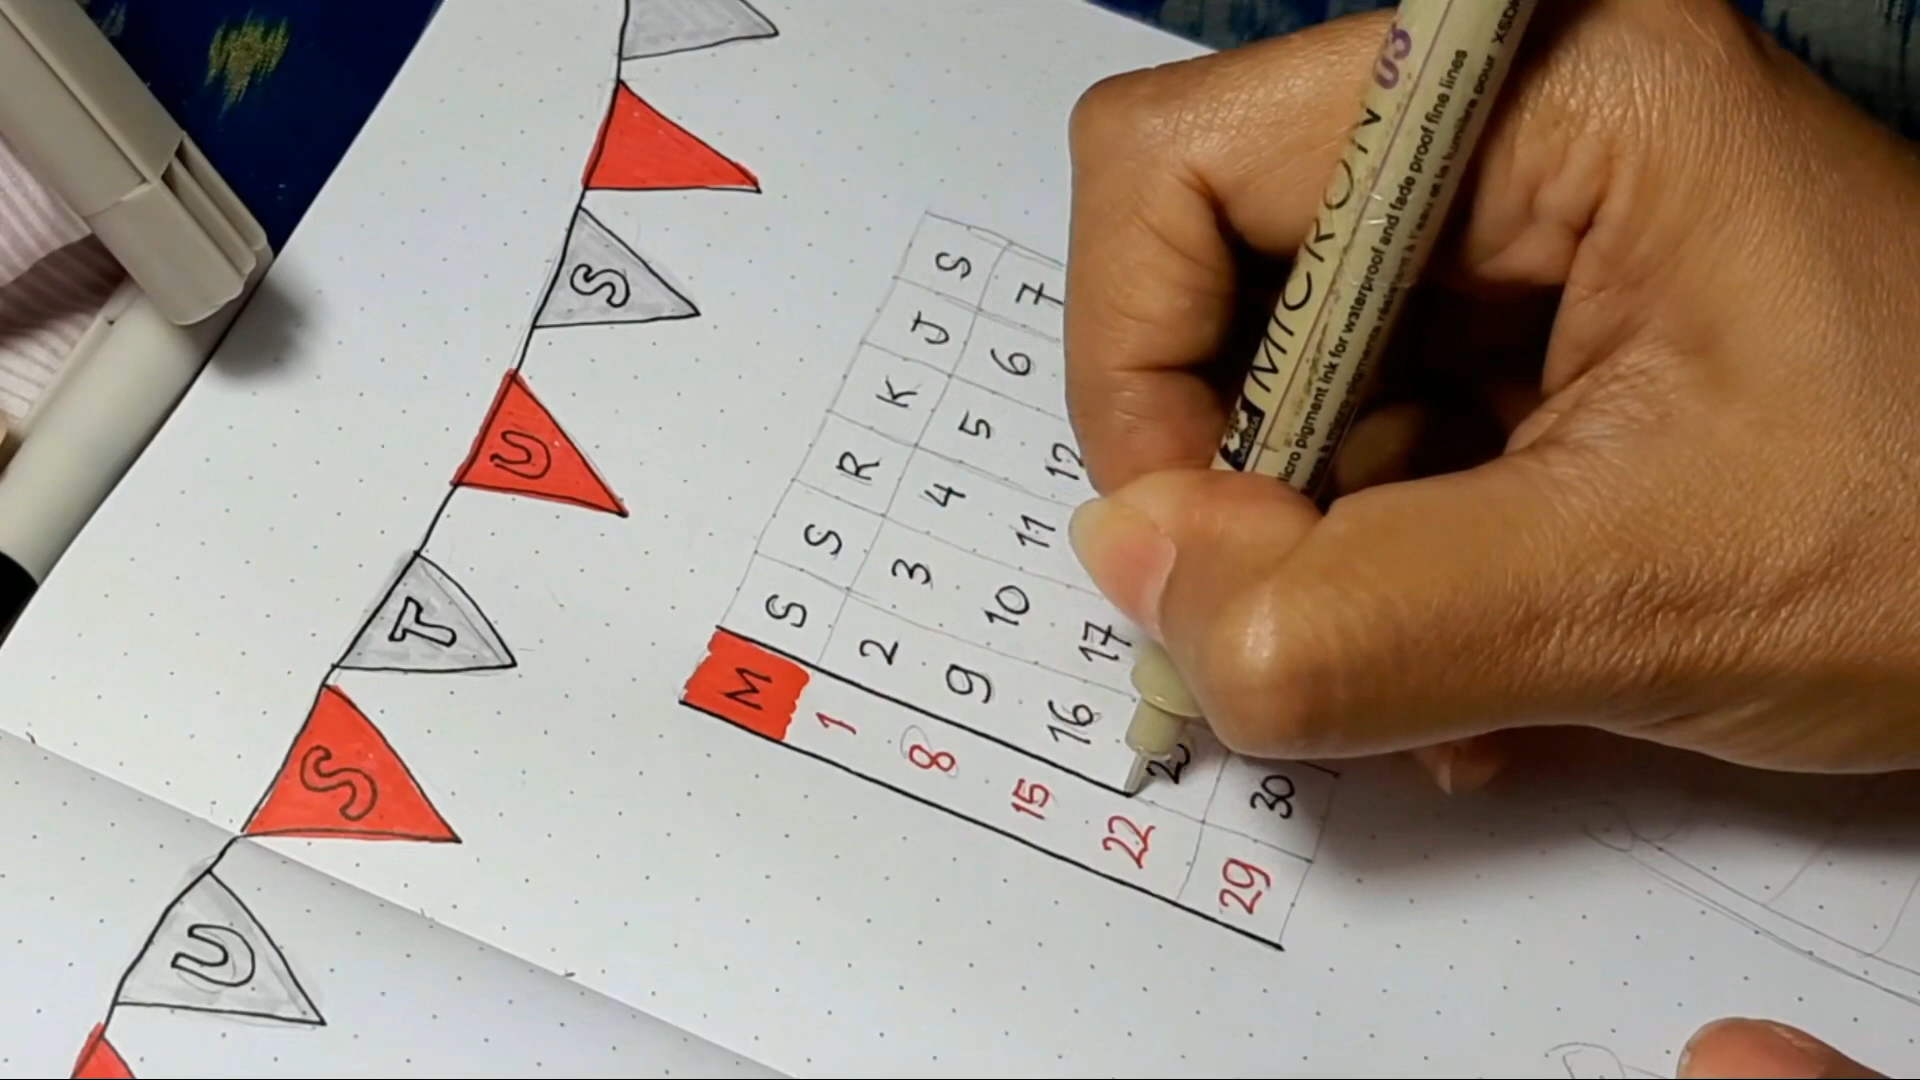 U S T U S
M S S R K J S
1 2 3 4 5 6 7
8 9 10 11 12
15 16 17
22
29 30
MICRON 03
icro pigment ink for waterproof and fade proof fine lines